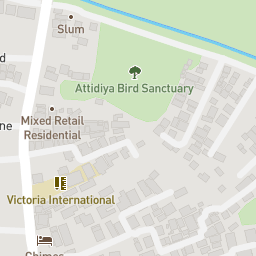 Slum
Attidiya Bird Sanctuary
Mixed Retail
Residential
Victoria International